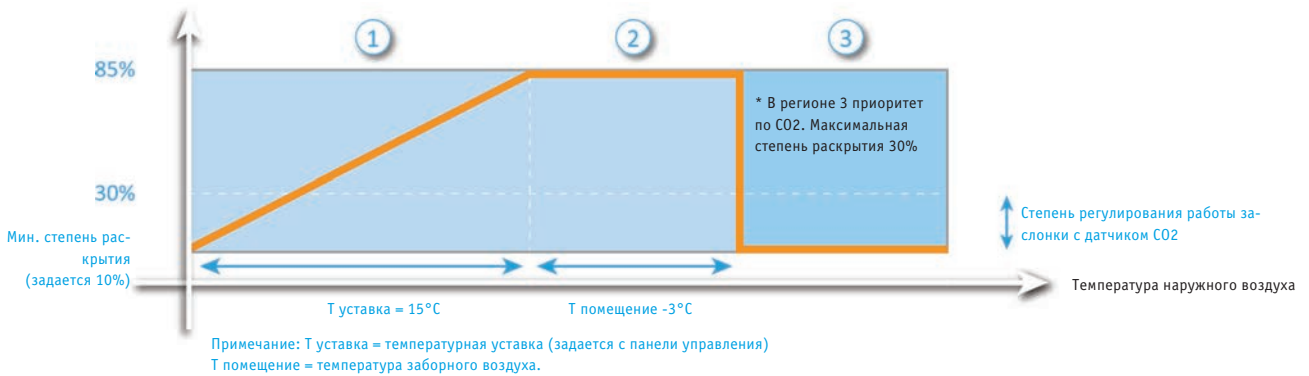 1
2
3
85%
* В регионе 3 приоритет
по СО2. Максимальная
степень раскрытия 30%
30%
Мин. степень рас-
крытия
(задается 10%)
Степень регулирования работы за-
слонки с датчиком СО2
Температура наружного воздуха
Т уставка = 15°С
Т помещение -3°С
Примечание: Т уставка = температурная уставка (задается с панели управления)
Т помещение = температура заборного воздуха.